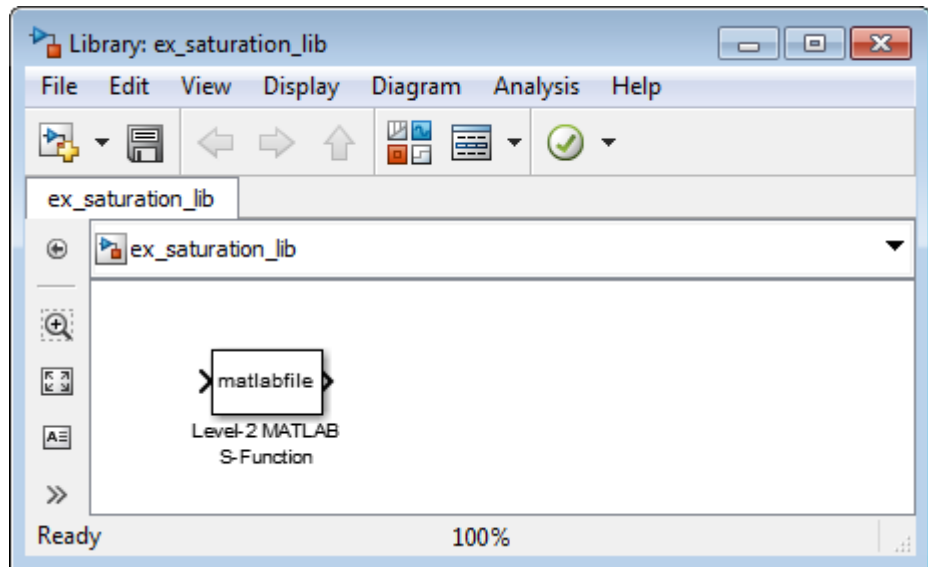 Library: ex_saturation_lib
File Edit View Display Diagram Analysis Help
ex_saturation_lib
ex_saturation_lib
A
matlabfile
Level-2 MATLAB
S-Function
Ready 100%